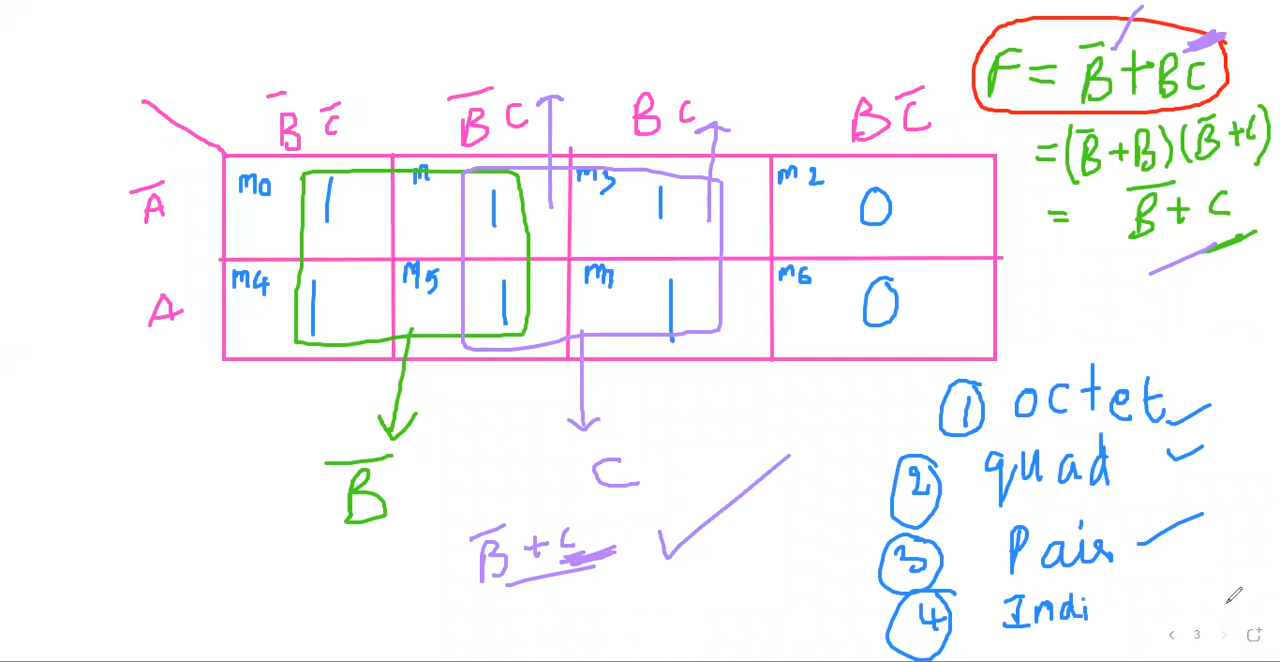 F = B̅ + BC
= (B̅+B)(B̅+C)
= B̅ + C
B̅ C̅ B̅ C B C B C̅
A̅ m0 1 m 1 m3 1 m2 0
A m4 1 m5 1 m7 1 m6 0
B̅ C
B̅ + C
1 octet
2 quad
3 Pair
4 Indi
3